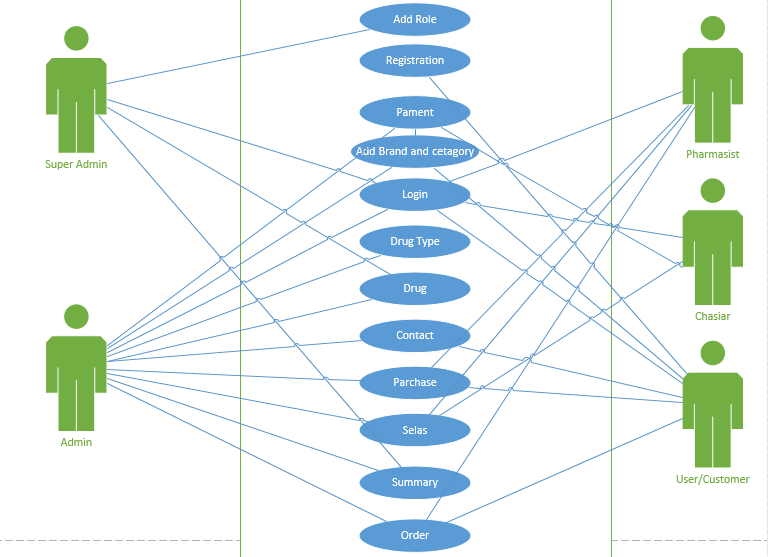 Add Role
Registration
Pament
Add Brand and cetagory
Login
Drug Type
Drug
Contact
Parchase
Selas
Summary
Order
Super Admin
Admin
Pharmasist
Chasiar
User/Customer